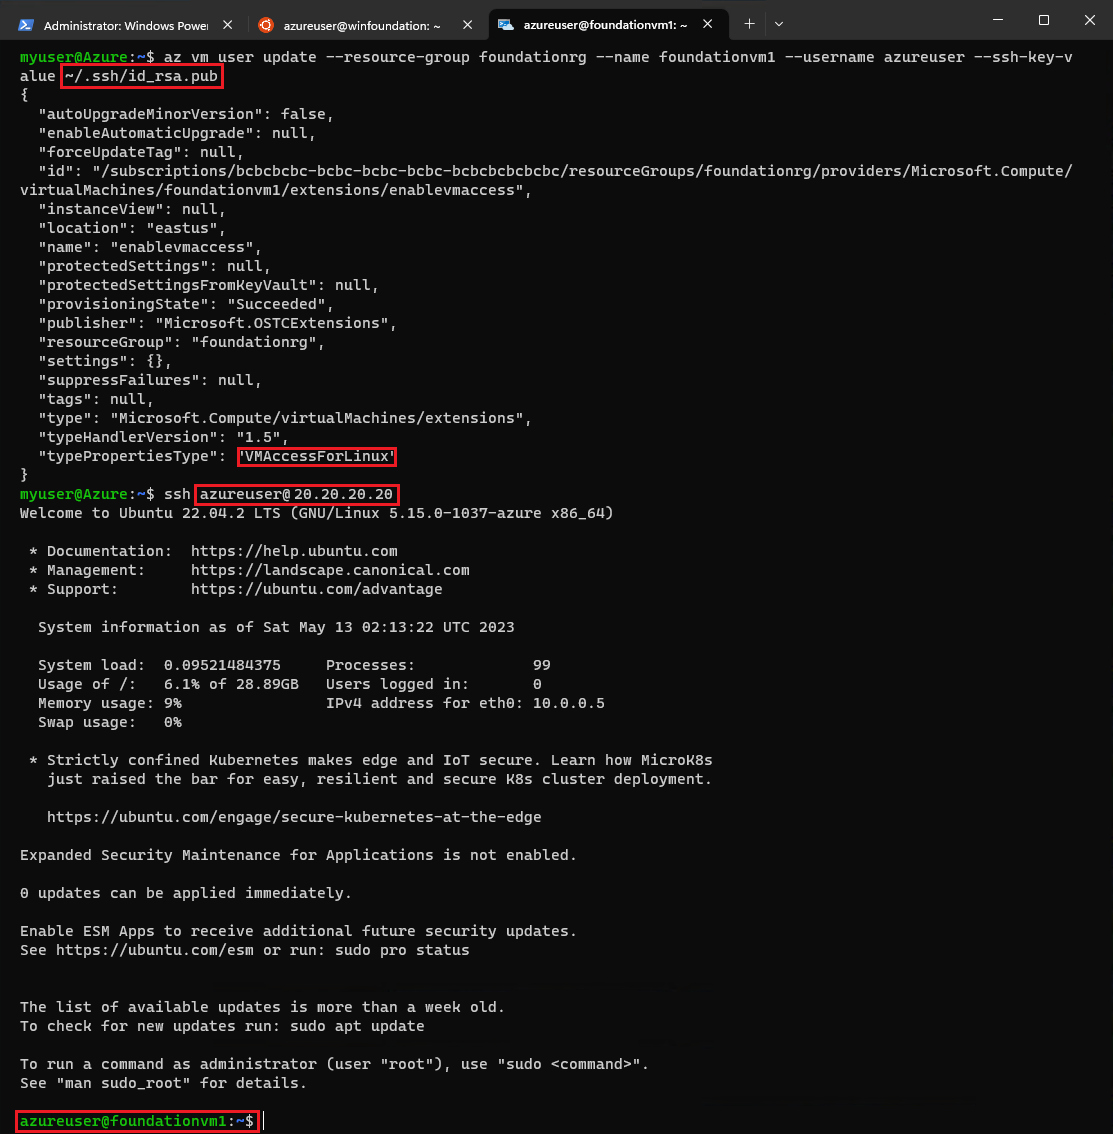 Administrator: Windows Power
azureuser@winfoundation: ~
azureuser@foundationvm1: ~
myuser@Azure:~$ az vm user update --resource-group foundationrg --name foundationvm1 --username azureuser --ssh-key-v
alue ~/.ssh/id_rsa.pub
{
  "autoUpgradeMinorVersion": false,
  "enableAutomaticUpgrade": null,
  "forceUpdateTag": null,
  "id": "/subscriptions/bcbcbcbc-bcbc-bcbc-bcbc-bcbcbcbcbcbc/resourceGroups/foundationrg/providers/Microsoft.Compute/
virtualMachines/foundationvm1/extensions/enablevmaccess",
  "instanceView": null,
  "location": "eastus",
  "name": "enablevmaccess",
  "protectedSettings": null,
  "protectedSettingsFromKeyVault": null,
  "provisioningState": "Succeeded",
  "publisher": "Microsoft.OSTCExtensions",
  "resourceGroup": "foundationrg",
  "settings": {},
  "suppressFailures": null,
  "tags": null,
  "type": "Microsoft.Compute/virtualMachines/extensions",
  "typeHandlerVersion": "1.5",
  "typePropertiesType": "VMAccessForLinux"
}
myuser@Azure:~$ ssh azureuser@20.20.20.20
Welcome to Ubuntu 22.04.2 LTS (GNU/Linux 5.15.0-1037-azure x86_64)
 * Documentation:  https://help.ubuntu.com
 * Management:     https://landscape.canonical.com
 * Support:        https://ubuntu.com/advantage
  System information as of Sat May 13 02:13:22 UTC 2023
  System load:  0.09521484375     Processes:             99
  Usage of /:   6.1% of 28.89GB   Users logged in:       0
  Memory usage: 9%                IPv4 address for eth0: 10.0.0.5
  Swap usage:   0%
 * Strictly confined Kubernetes makes edge and IoT secure. Learn how MicroK8s
   just raised the bar for easy, resilient and secure K8s cluster deployment.
   https://ubuntu.com/engage/secure-kubernetes-at-the-edge
Expanded Security Maintenance for Applications is not enabled.
0 updates can be applied immediately.
Enable ESM Apps to receive additional future security updates.
See https://ubuntu.com/esm or run: sudo pro status
The list of available updates is more than a week old.
To check for new updates run: sudo apt update
To run a command as administrator (user "root"), use "sudo <command>".
See "man sudo_root" for details.
azureuser@foundationvm1:~$